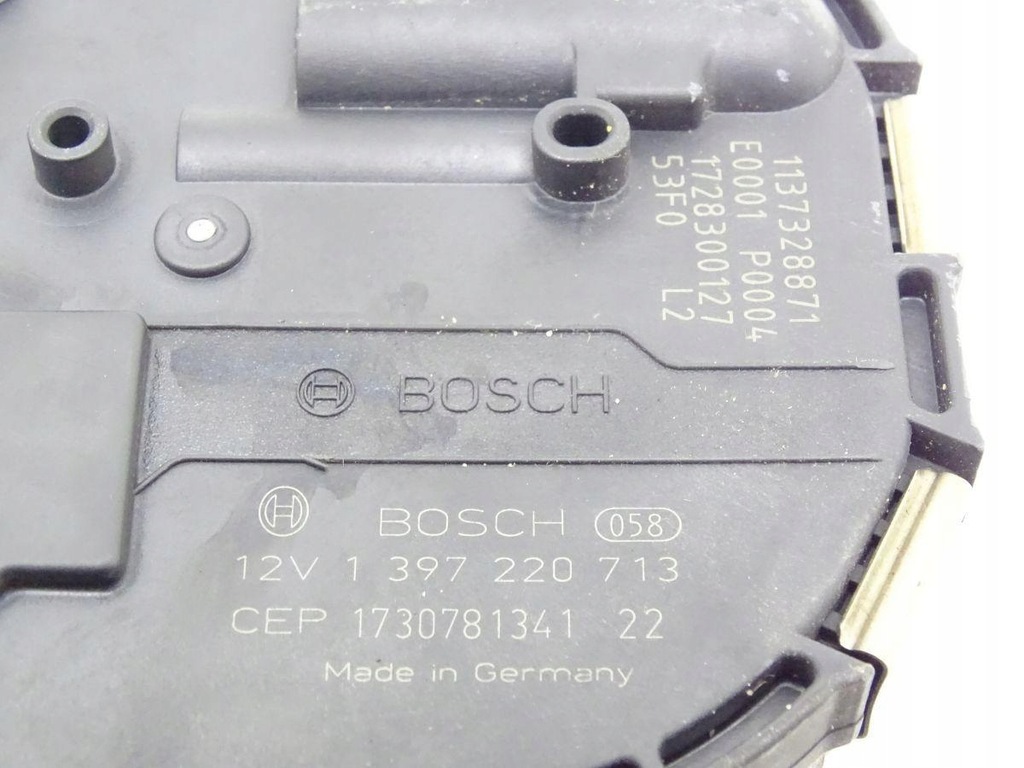 1137328871
E0001 P0004
1728300127
53F0 L2
BOSCH
BOSCH 058
12V 1 397 220 713
CEP 1730781341 22
Made in Germany